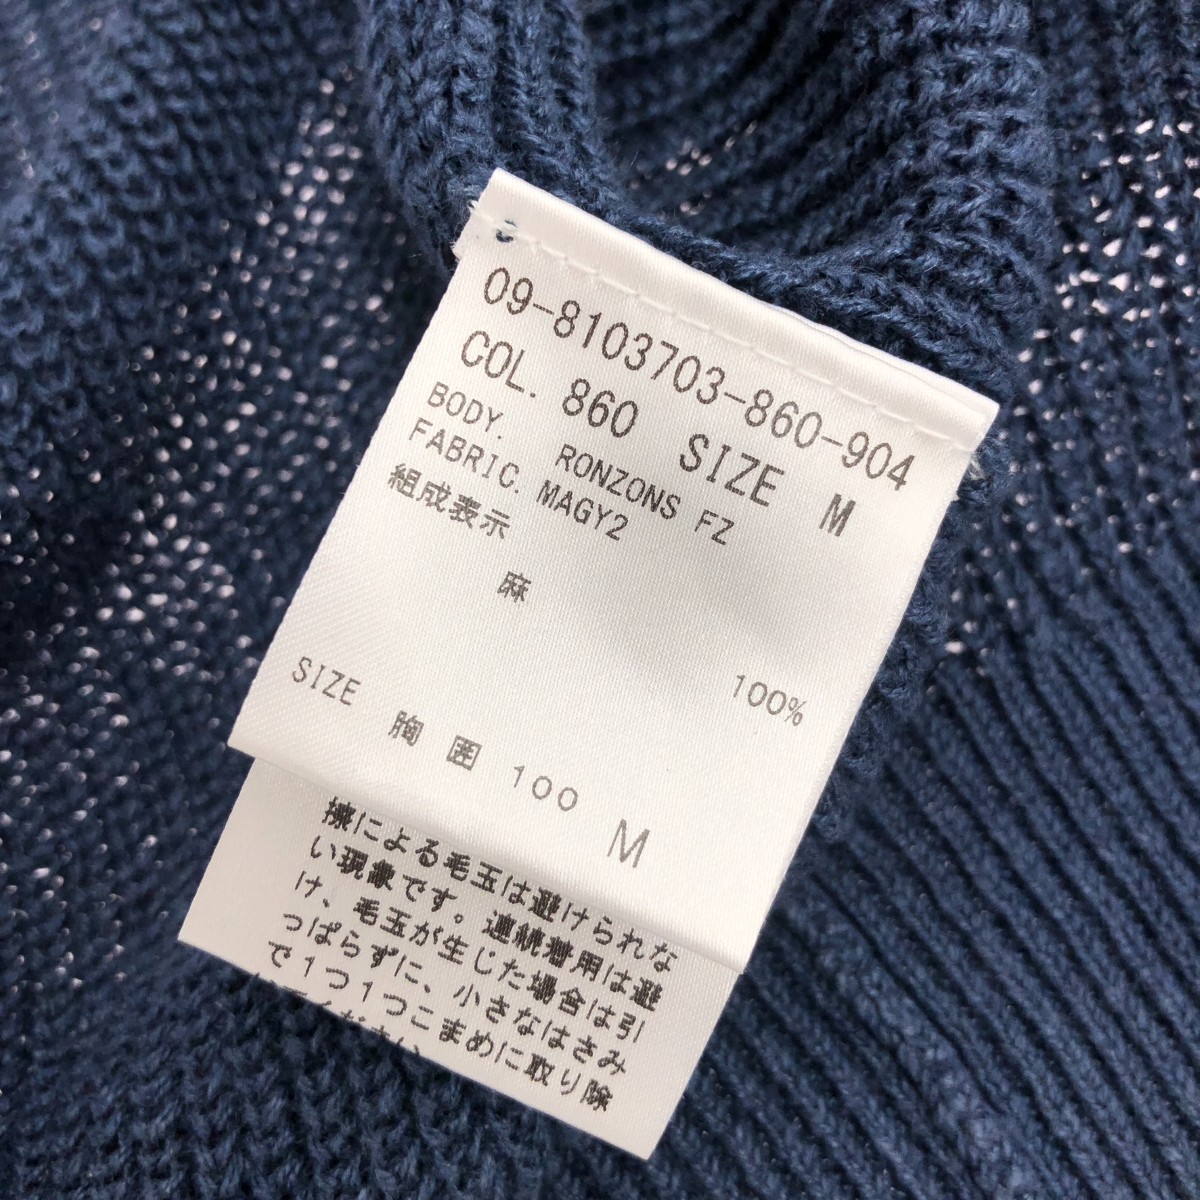 09-8103703-860-904
COL. 860 SIZE M
BODY. RONZONS FZ
FABRIC. MAGY2
組成表示
麻 100%
SIZE 胸囲 100 M
擦による毛玉は避けられな
い現象です。連続着用は避
け、毛玉が生じた場合は引
っぱらずに、小さなはさみ
で1つ1つこまめに取り除